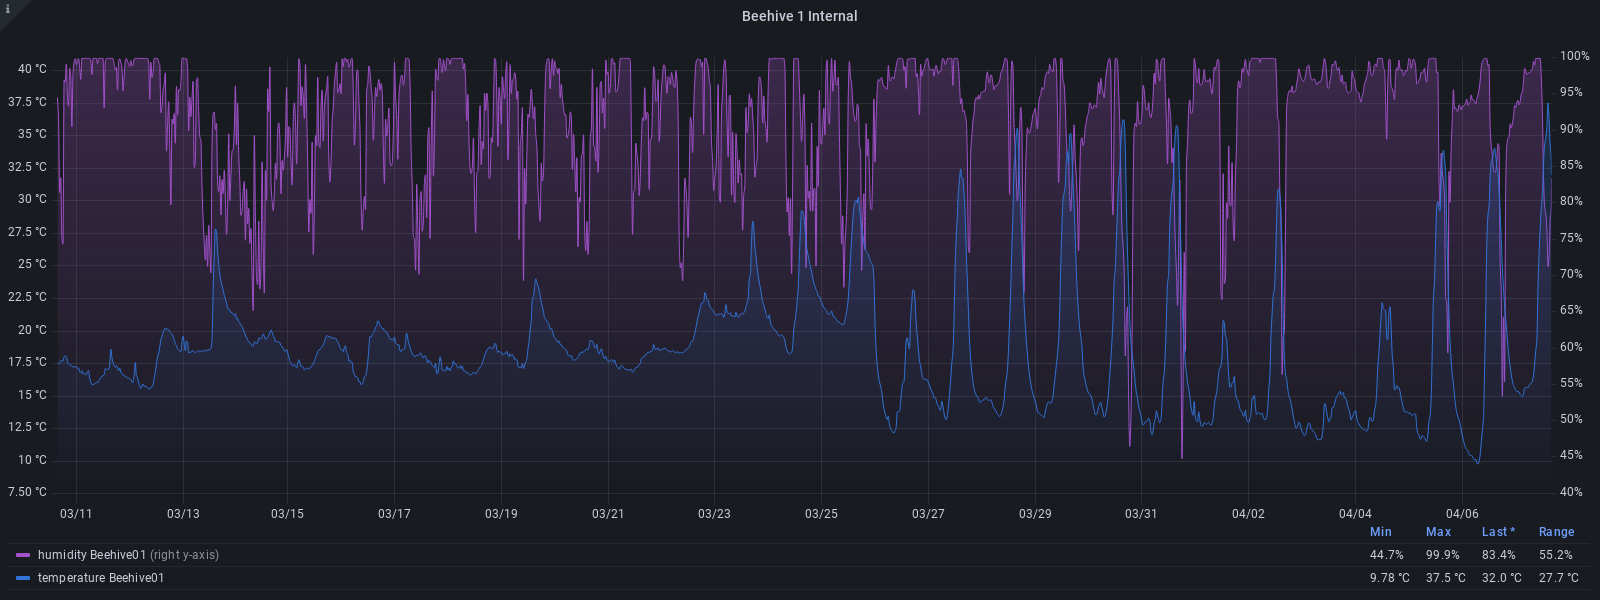 i
Beehive 1 Internal
40 °C
37.5 °C
35 °C
32.5 °C
30 °C
27.5 °C
25 °C
22.5 °C
20 °C
17.5 °C
15 °C
12.5 °C
10 °C
7.50 °C
100%
95%
90%
85%
80%
75%
70%
65%
60%
55%
50%
45%
40%
03/11 03/13 03/15 03/17 03/19 03/21 03/23 03/25 03/27 03/29 03/31 04/02 04/04 04/06
Min Max Last * Range
humidity Beehive01 (right y-axis) 44.7% 99.9% 83.4% 55.2%
temperature Beehive01 9.78 °C 37.5 °C 32.0 °C 27.7 °C